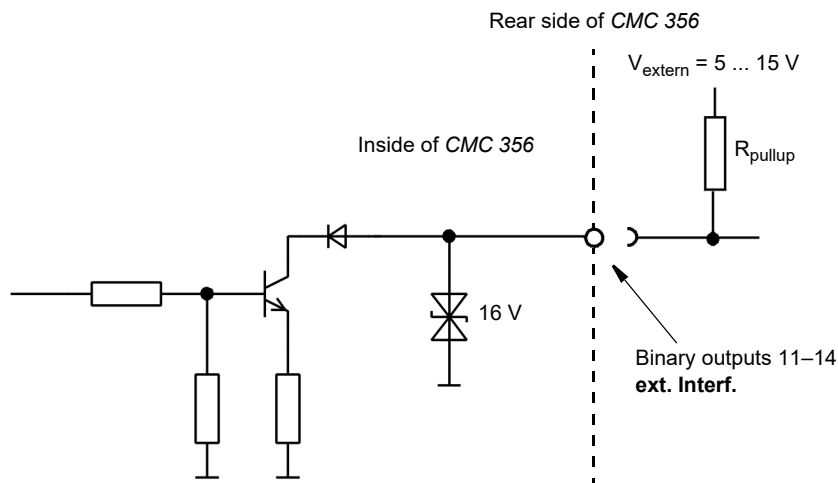 Rear side of CMC 356
Vextern = 5 ... 15 V
Inside of CMC 356
Rpullup
16 V
Binary outputs 11–14
ext. Interf.